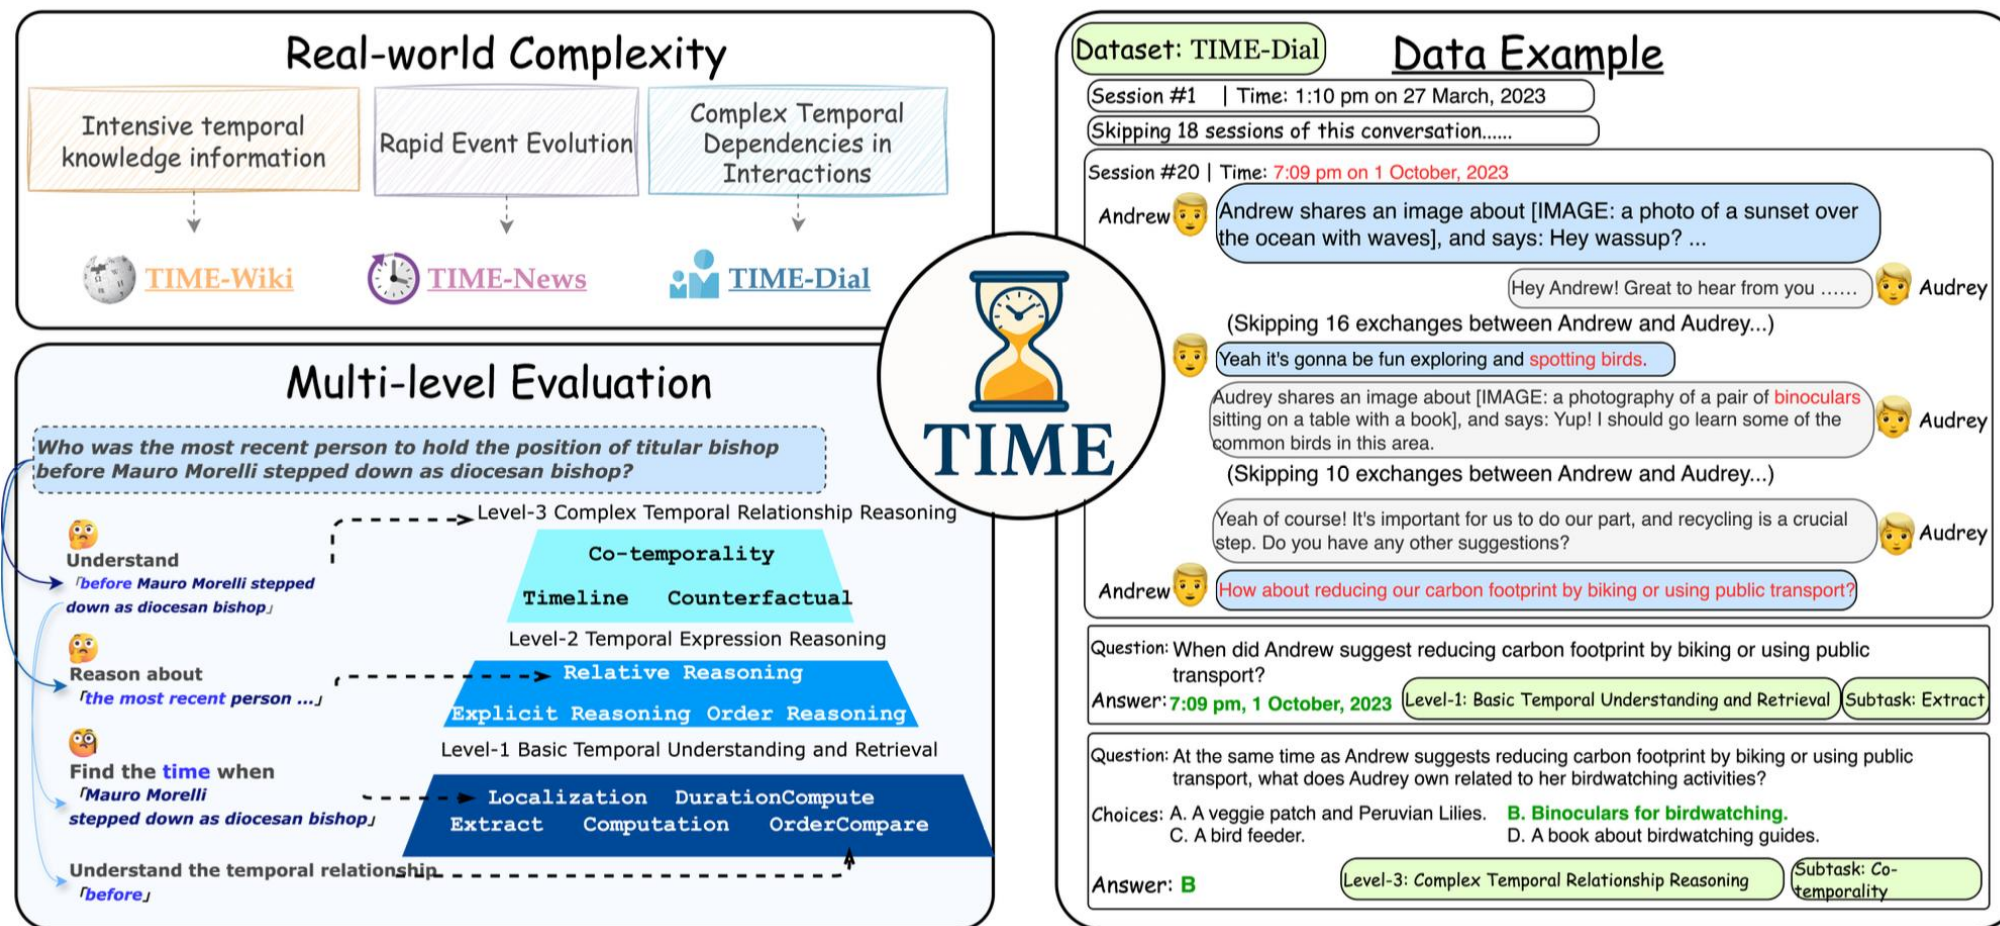 Real-world Complexity
Intensive temporal
knowledge information
Rapid Event Evolution
Complex Temporal
Dependencies in
Interactions
TIME-Wiki
TIME-News
TIME-Dial
Multi-level Evaluation
Who was the most recent person to hold the position of titular bishop
before Mauro Morelli stepped down as diocesan bishop?
Understand
「before Mauro Morelli stepped
down as diocesan bishop」
Reason about
「the most recent person ...」
Find the time when
「Mauro Morelli
stepped down as diocesan bishop」
Understand the temporal relationship
「before」
Level-3 Complex Temporal Relationship Reasoning
Co-temporality
Timeline Counterfactual
Level-2 Temporal Expression Reasoning
Relative Reasoning
Explicit Reasoning Order Reasoning
Level-1 Basic Temporal Understanding and Retrieval
Localization DurationCompute
Extract Computation OrderCompare
TIME
Dataset: TIME-Dial
Data Example
Session #1 | Time: 1:10 pm on 27 March, 2023
Skipping 18 sessions of this conversation......
Session #20 | Time: 7:09 pm on 1 October, 2023
Andrew
Andrew shares an image about [IMAGE: a photo of a sunset over
the ocean with waves], and says: Hey wassup? ...
Hey Andrew! Great to hear from you ……
Audrey
(Skipping 16 exchanges between Andrew and Audrey...)
Yeah it's gonna be fun exploring and spotting birds.
Audrey shares an image about [IMAGE: a photography of a pair of binoculars
sitting on a table with a book], and says: Yup! I should go learn some of the
common birds in this area.
Audrey
(Skipping 10 exchanges between Andrew and Audrey...)
Yeah of course! It's important for us to do our part, and recycling is a crucial
step. Do you have any other suggestions?
Audrey
Andrew
How about reducing our carbon footprint by biking or using public transport?
Question: When did Andrew suggest reducing carbon footprint by biking or using public
transport?
Answer: 7:09 pm, 1 October, 2023
Level-1: Basic Temporal Understanding and Retrieval
Subtask: Extract
Question: At the same time as Andrew suggests reducing carbon footprint by biking or using public
transport, what does Audrey own related to her birdwatching activities?
Choices: A. A veggie patch and Peruvian Lilies. B. Binoculars for birdwatching.
C. A bird feeder. D. A book about birdwatching guides.
Answer: B
Level-3: Complex Temporal Relationship Reasoning
Subtask: Co-
temporality